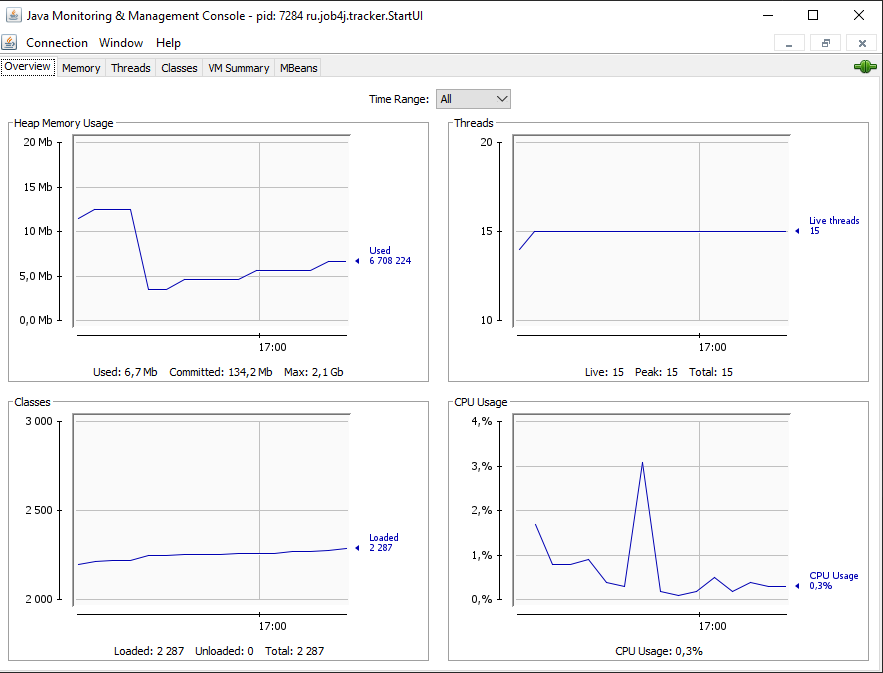 Java Monitoring & Management Console - pid: 7284 ru.job4j.tracker.StartUI
Connection Window Help
Overview Memory Threads Classes VM Summary MBeans
Time Range: All
Heap Memory Usage
20 Mb
15 Mb
10 Mb
5,0 Mb
0,0 Mb
Used
6 708 224
17:00
Used: 6,7 Mb Committed: 134,2 Mb Max: 2,1 Gb
Threads
20
15
10
Live threads
15
17:00
Live: 15 Peak: 15 Total: 15
Classes
3 000
2 500
2 000
Loaded
2 287
17:00
Loaded: 2 287 Unloaded: 0 Total: 2 287
CPU Usage
4,%
3,%
2,%
1,%
0,%
CPU Usage
0,3%
17:00
CPU Usage: 0,3%